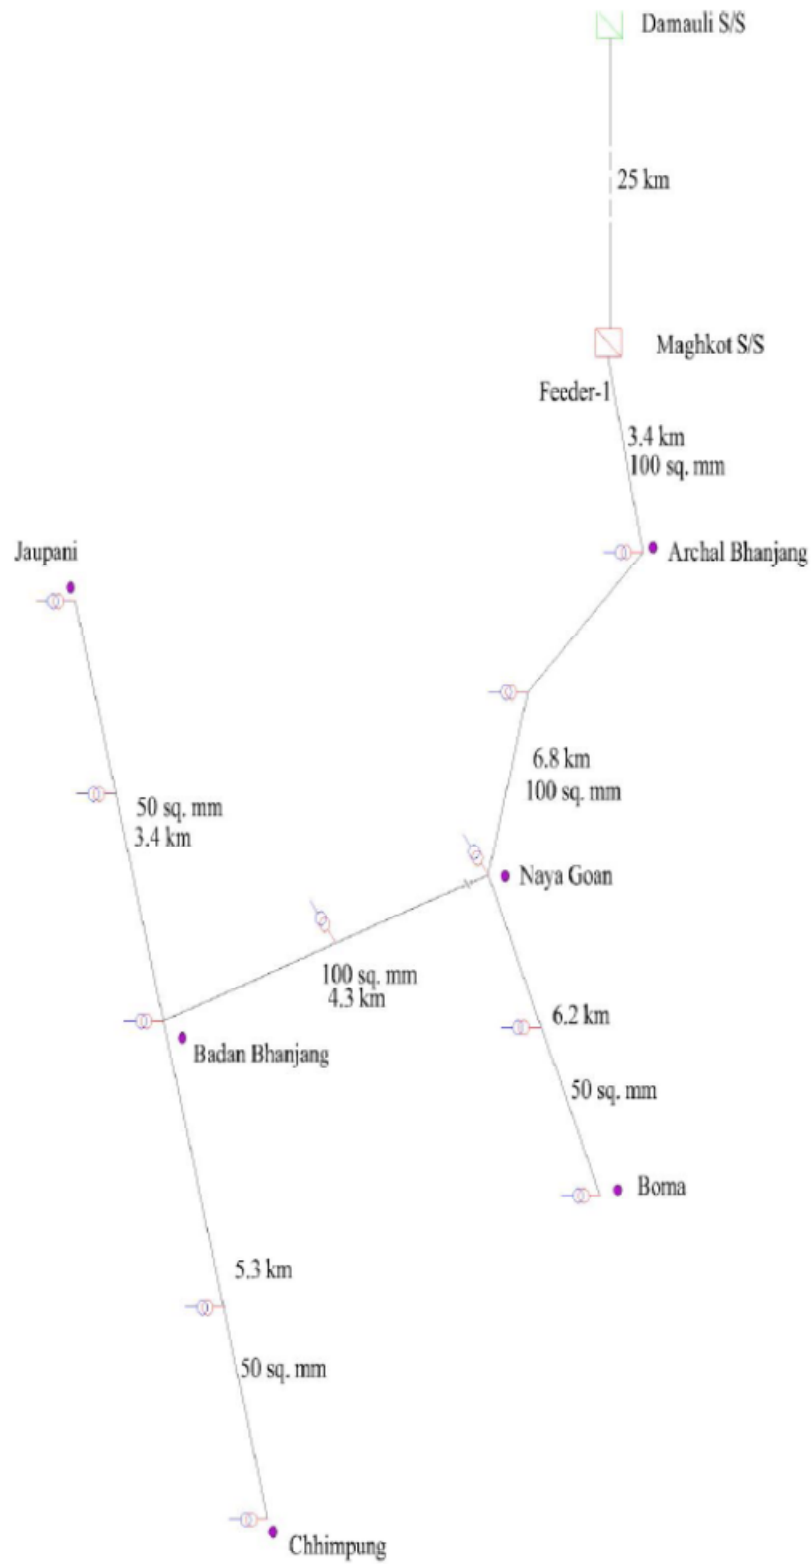 Damauli S/S
25 km
Maghkot S/S
Feeder-1
3.4 km
100 sq. mm
Archal Bhanjang
Jaupani
6.8 km
100 sq. mm
50 sq. mm
3.4 km
Naya Goan
100 sq. mm
4.3 km
6.2 km
Badan Bhanjang
50 sq. mm
Borna
5.3 km
50 sq. mm
Chhimpung